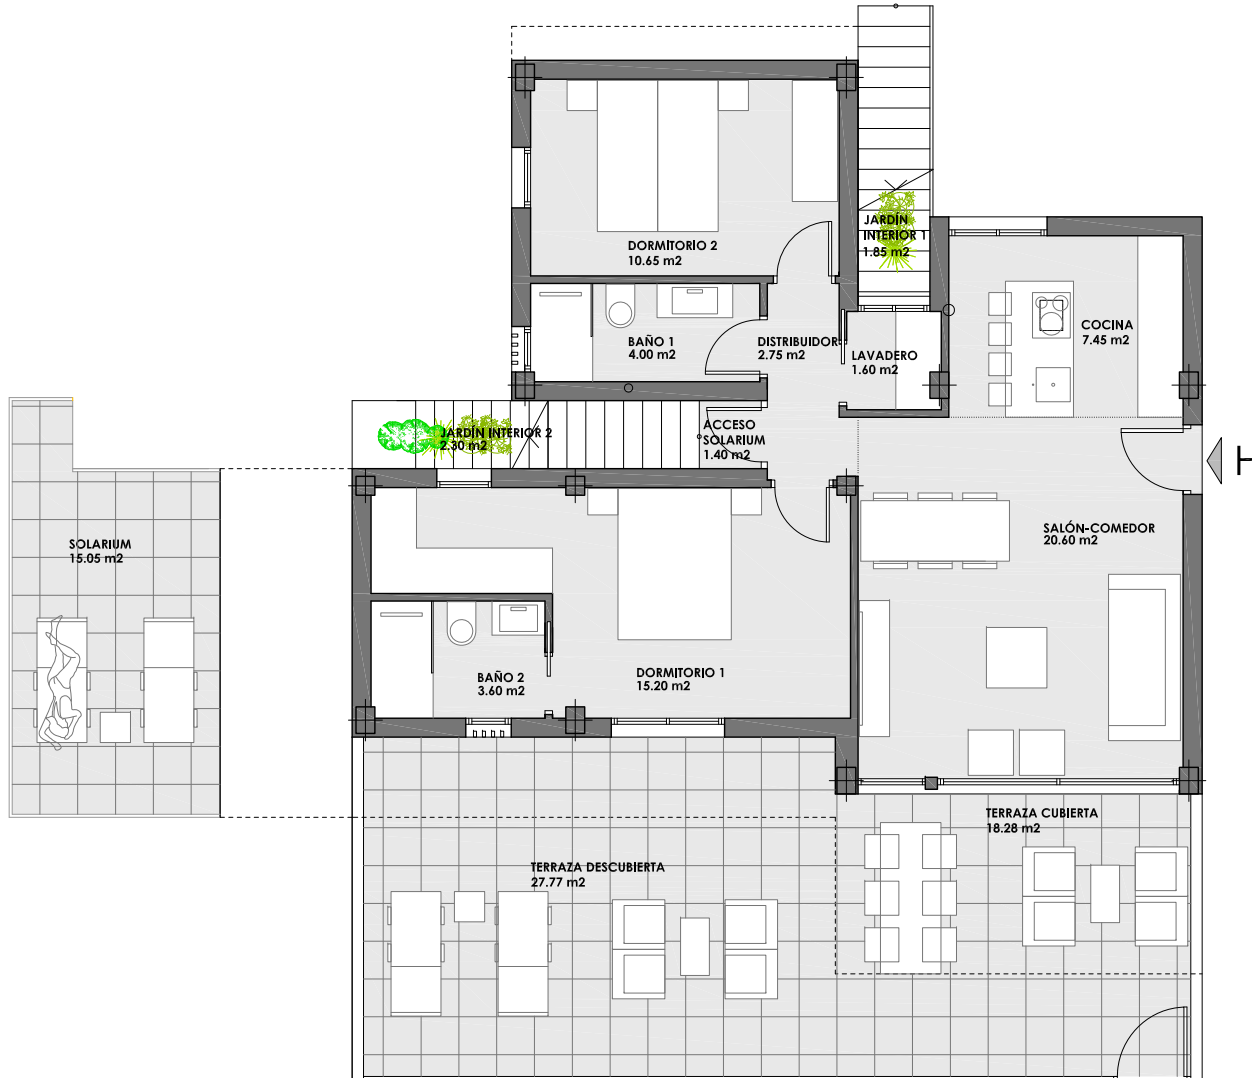 JARDÍN
INTERIOR 1
1.85 m2
DORMITORIO 2
10.65 m2
COCINA
7.45 m2
BAÑO 1
4.00 m2
DISTRIBUIDOR
2.75 m2
LAVADERO
1.60 m2
JARDÍN INTERIOR 2
2.30 m2
ACCESO
SOLARIUM
1.40 m2
H
SALÓN-COMEDOR
20.60 m2
SOLARIUM
15.05 m2
BAÑO 2
3.60 m2
DORMITORIO 1
15.20 m2
TERRAZA CUBIERTA
18.28 m2
TERRAZA DESCUBIERTA
27.77 m2